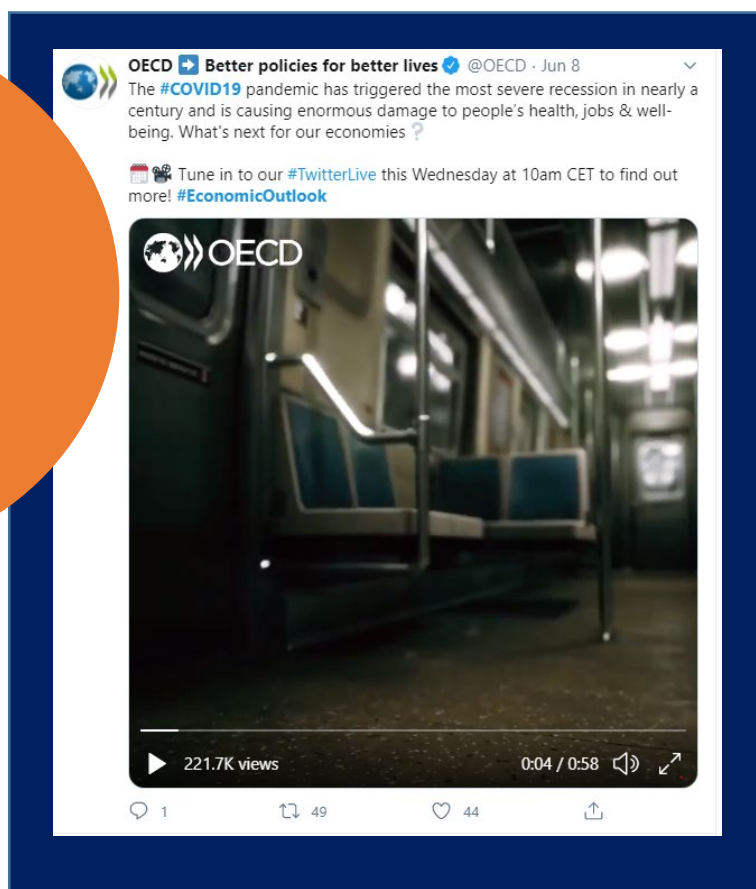 OECD ➡️ Better policies for better lives @OECD · Jun 8
The #COVID19 pandemic has triggered the most severe recession in nearly a
century and is causing enormous damage to people's health, jobs & well-
being. What's next for our economies ❔
🗓️📽️ Tune in to our #TwitterLive this Wednesday at 10am CET to find out
more! #EconomicOutlook
OECD
221.7K views 0:04 / 0:58
1 49 44